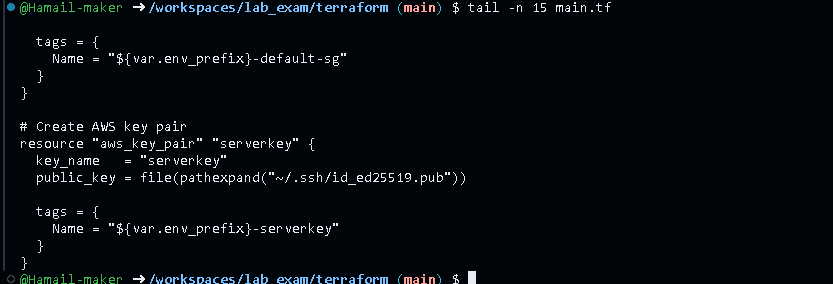 @Hamail-maker ➜/workspaces/lab_exam/terraform (main) $ tail -n 15 main.tf

  tags = {
    Name = "${var.env_prefix}-default-sg"
  }
}

# Create AWS key pair
resource "aws_key_pair" "serverkey" {
  key_name   = "serverkey"
  public_key = file(pathexpand("~/.ssh/id_ed25519.pub"))

  tags = {
    Name = "${var.env_prefix}-serverkey"
  }
}
@Hamail-maker ➜/workspaces/lab_exam/terraform (main) $